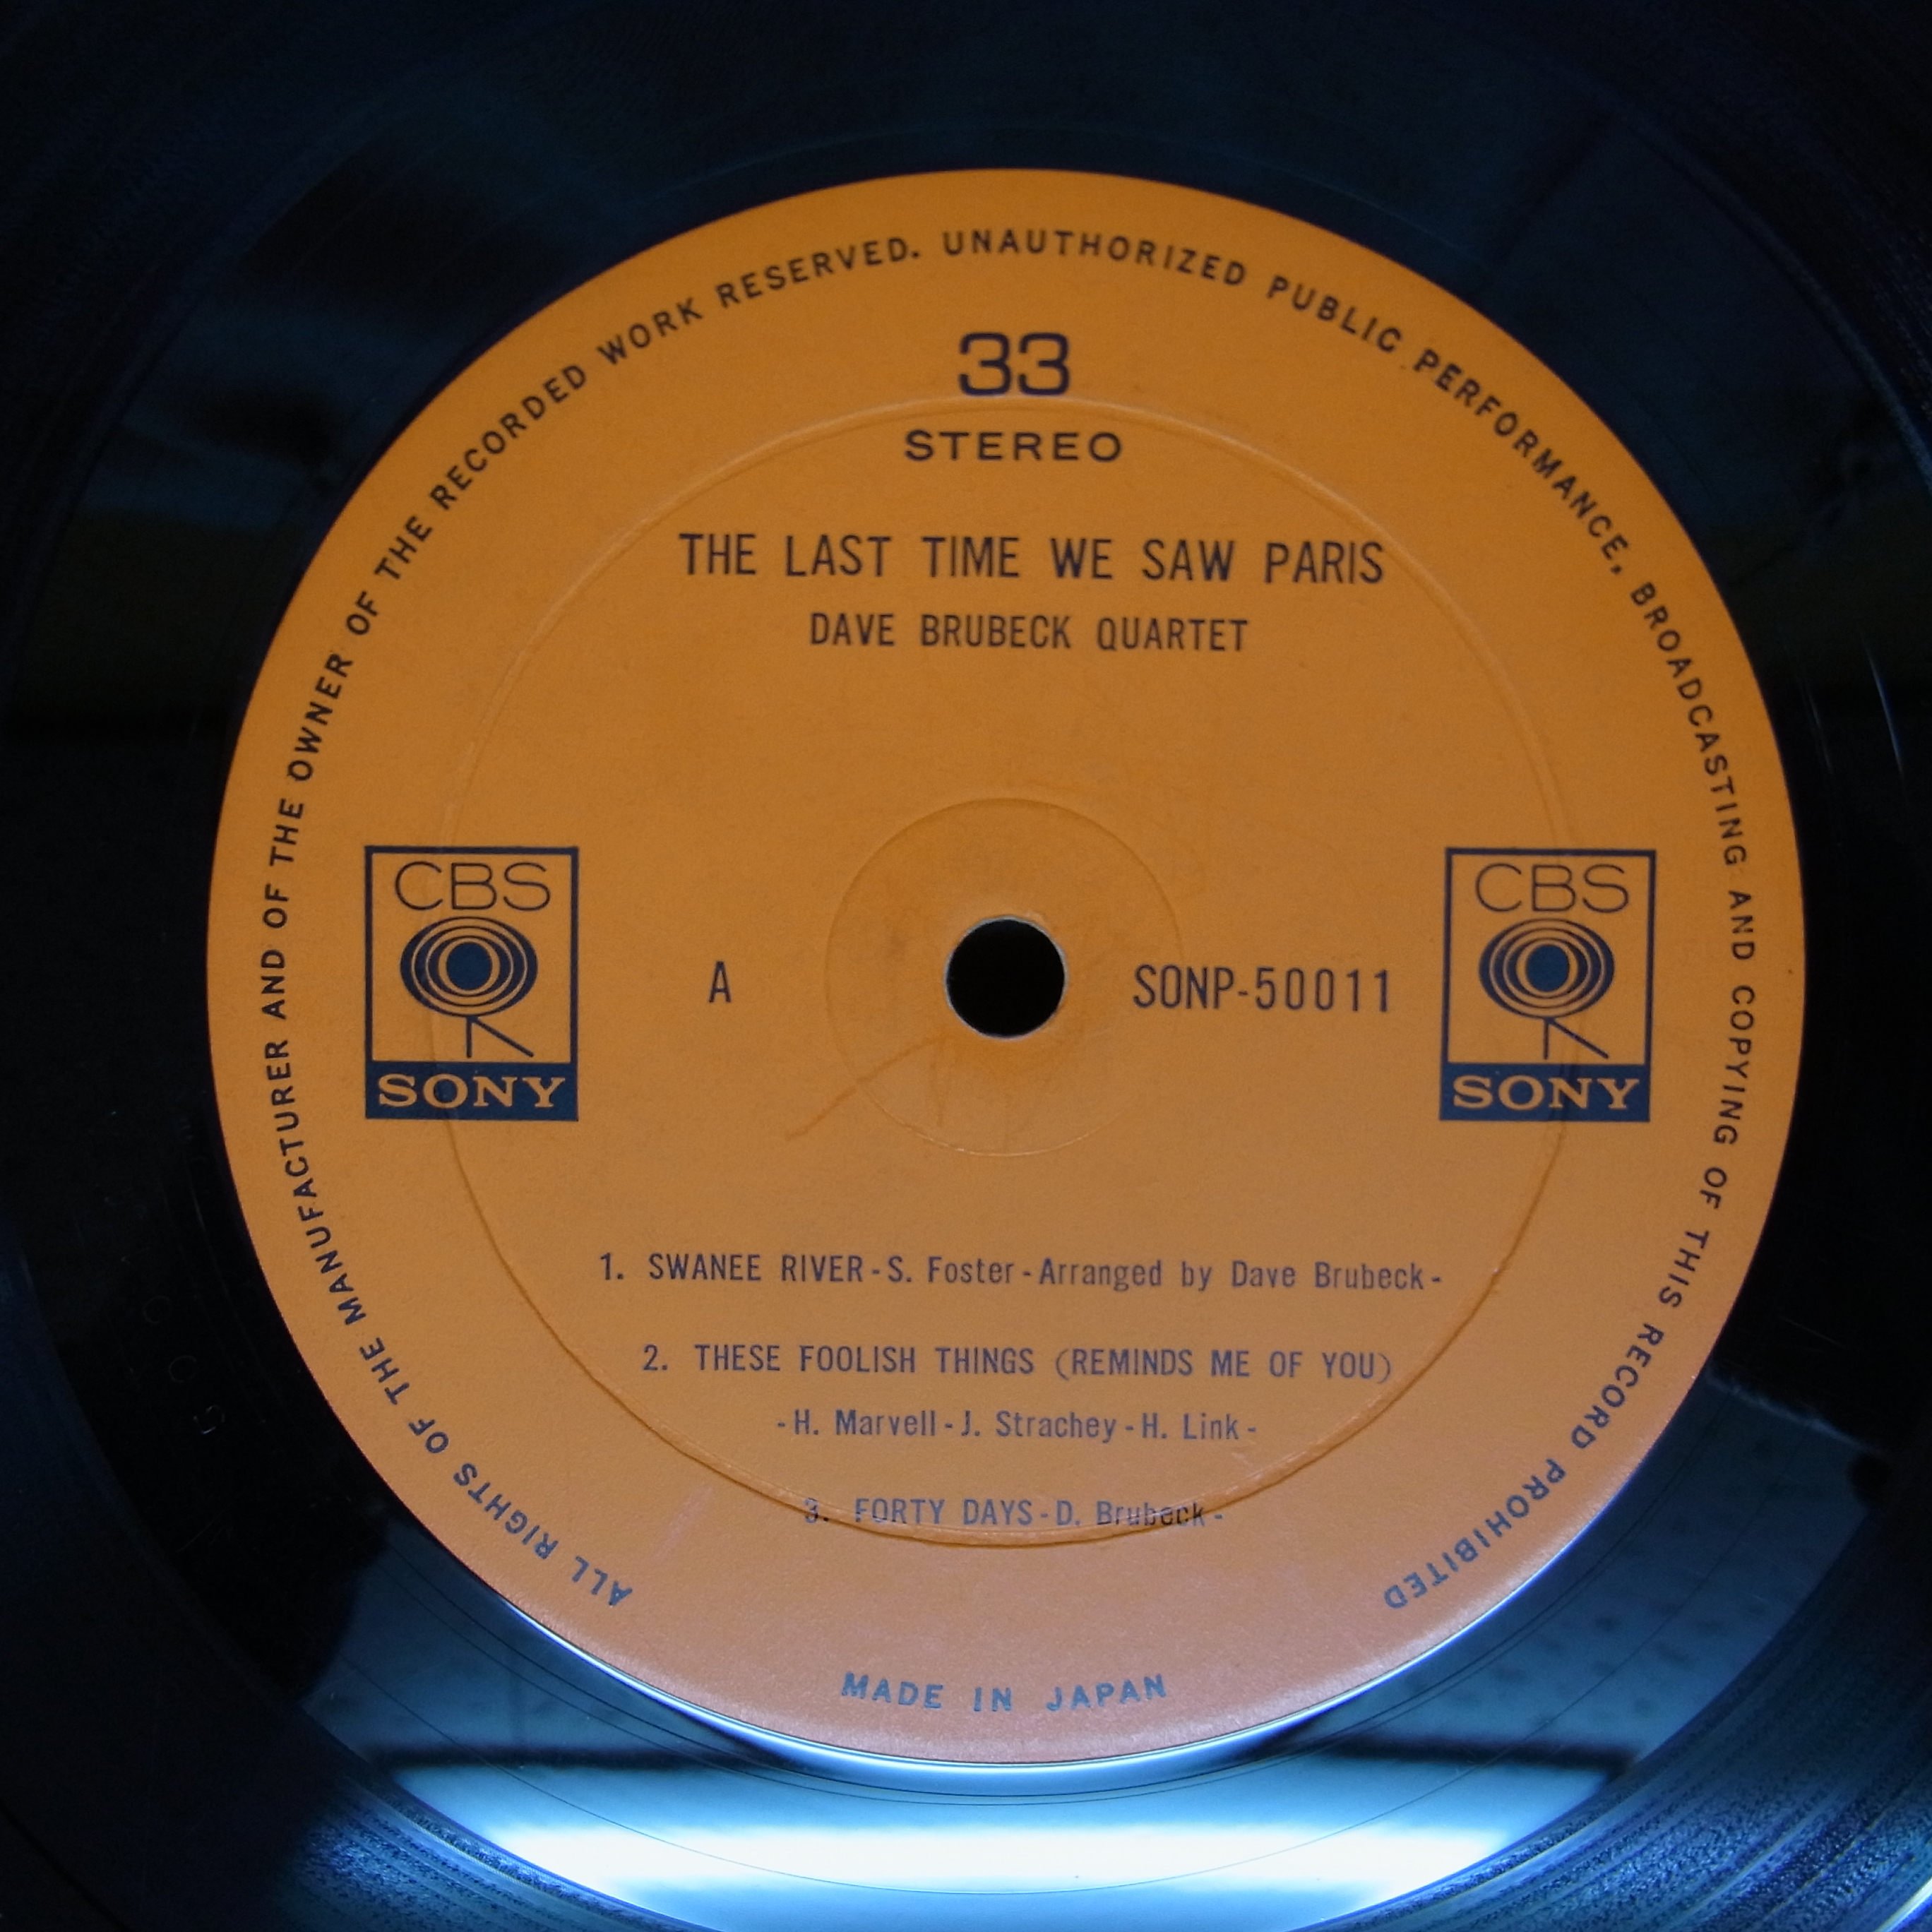 ALL RIGHTS OF THE MANUFACTURER AND OF THE OWNER OF THE RECORDED WORK RESERVED. UNAUTHORIZED PUBLIC PERFORMANCE, BROADCASTING AND COPYING OF THIS RECORD PROHIBITED
33
STEREO
THE LAST TIME WE SAW PARIS
DAVE BRUBECK QUARTET
CBS
SONY
A
SONP-50011
CBS
SONY
1. SWANEE RIVER - S. Foster - Arranged by Dave Brubeck -
2. THESE FOOLISH THINGS (REMINDS ME OF YOU)
- H. Marvell - J. Strachey - H. Link -
3. FORTY DAYS - D. Brubeck -
MADE IN JAPAN